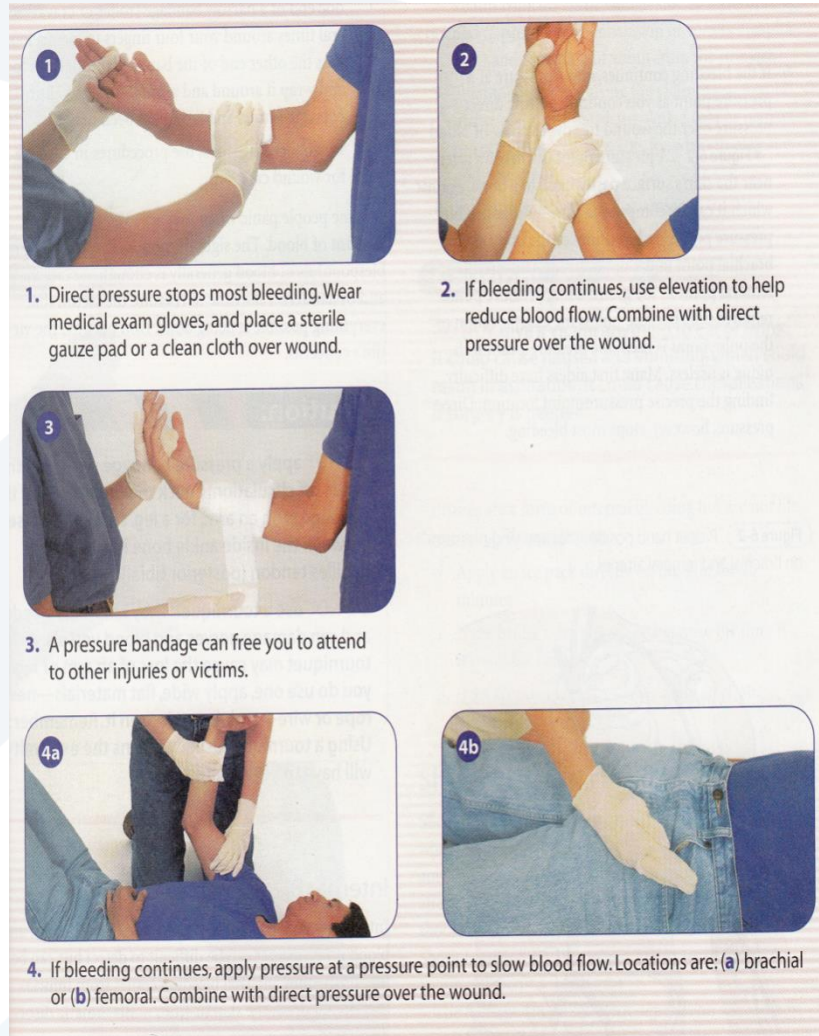 1
2
1. Direct pressure stops most bleeding. Wear
medical exam gloves, and place a sterile
gauze pad or a clean cloth over wound.
2. If bleeding continues, use elevation to help
reduce blood flow. Combine with direct
pressure over the wound.
3
3. A pressure bandage can free you to attend
to other injuries or victims.
4a
4b
4. If bleeding continues, apply pressure at a pressure point to slow blood flow. Locations are: (a) brachial
or (b) femoral. Combine with direct pressure over the wound.